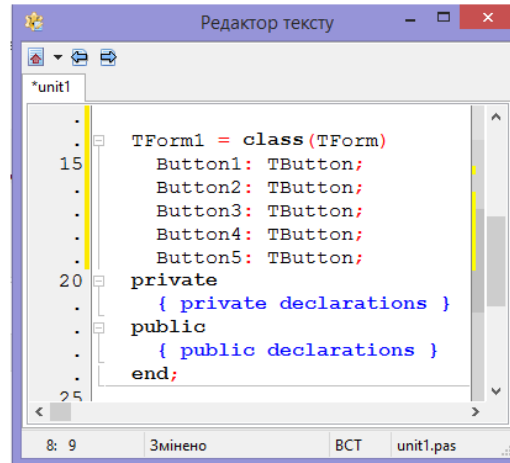 Редактор тексту
*unit1
.
. TForm1 = class(TForm)
15 Button1: TButton;
. Button2: TButton;
. Button3: TButton;
. Button4: TButton;
. Button5: TButton;
20 private
. { private declarations }
. public
. { public declarations }
. end;
25
8: 9 Змінено ВСТ unit1.pas